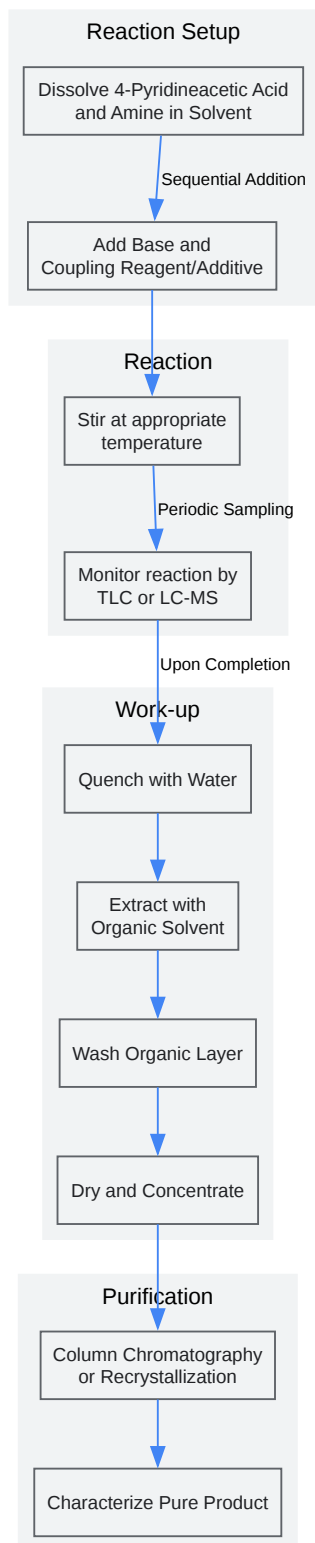 Reaction Setup
Dissolve 4-Pyridineacetic Acid
and Amine in Solvent
Sequential Addition
Add Base and
Coupling Reagent/Additive
Reaction
Stir at appropriate
temperature
Periodic Sampling
Monitor reaction by
TLC or LC-MS
Upon Completion
Work-up
Quench with Water
Extract with
Organic Solvent
Wash Organic Layer
Dry and Concentrate
Purification
Column Chromatography
or Recrystallization
Characterize Pure Product